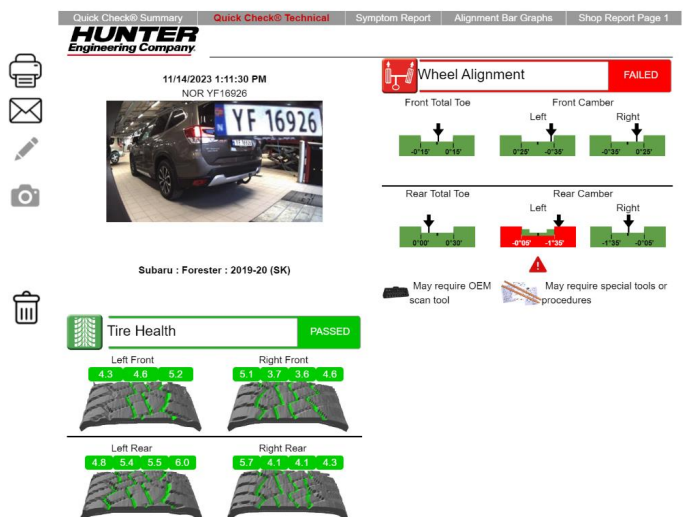 Quick Check® Summary
Quick Check® Technical
Symptom Report
Alignment Bar Graphs
Shop Report Page 1
HUNTER
Engineering Company
11/14/2023 1:11:30 PM
NOR YF16926
YF 16926
Subaru : Forester : 2019-20 (SK)
Tire Health
PASSED
Left Front
4.3 4.6 5.2
Right Front
5.1 3.7 3.6 4.6
Left Rear
4.8 5.4 5.5 6.0
Right Rear
5.7 4.1 4.1 4.3
Wheel Alignment
FAILED
Front Total Toe
-0°15' 0°15'
Front Camber
Left
0°25' -0°35'
Right
-0°35' 0°25'
Rear Total Toe
0°00' 0°30'
Rear Camber
Left
-0°05' -1°35'
Right
-1°35' -0°05'
May require OEM
scan tool
May require special tools or
procedures